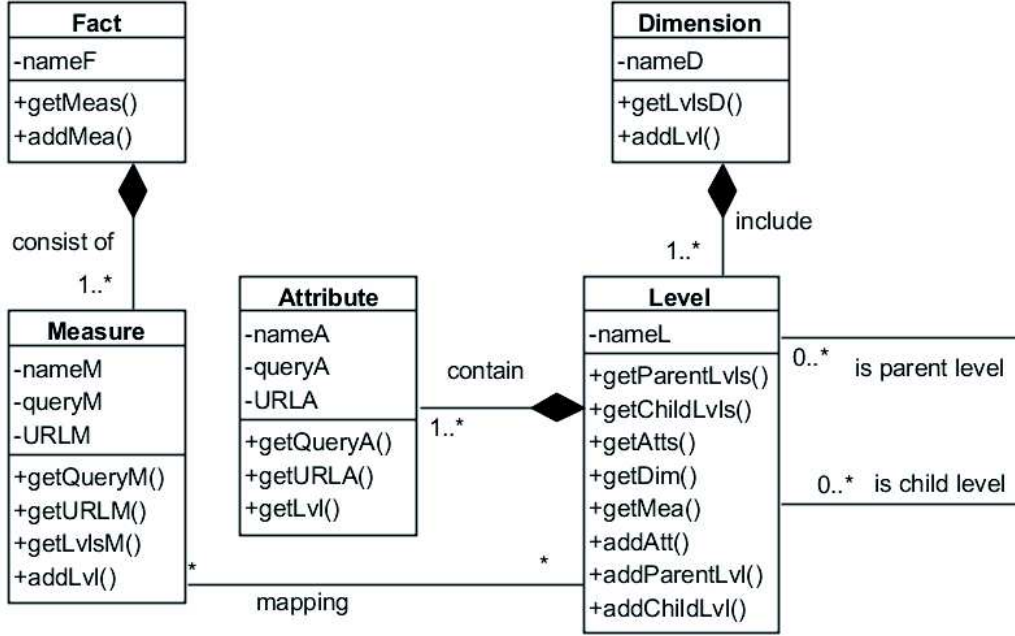 Fact
-nameF
+getMeas()
+addMea()
Dimension
-nameD
+getLvlsD()
+addLvl()
consist of
1..*
include
1..*
Measure
-nameM
-queryM
-URLM
+getQueryM()
+getURLM()
+getLvlsM()
+addLvl()
Attribute
-nameA
-queryA
-URLA
+getQueryA()
+getURLA()
+getLvl()
contain
1..*
Level
-nameL
+getParentLvls()
+getChildLvls()
+getAtts()
+getDim()
+getMea()
+addAtt()
+addParentLvl()
+addChildLvl()
0..* is parent level
0..* is child level
* *
mapping